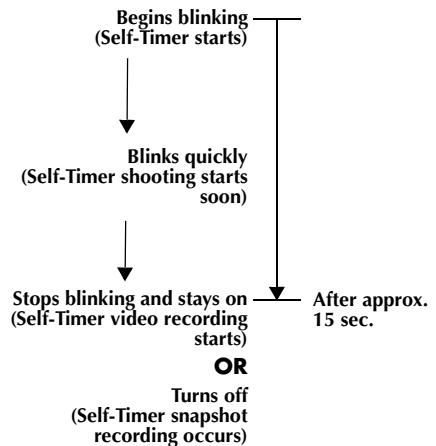 Begins blinking
(Self-Timer starts)
Blinks quickly
(Self-Timer shooting starts
soon)
Stops blinking and stays on
(Self-Timer video recording
starts)
After approx.
15 sec.
OR
Turns off
(Self-Timer snapshot
recording occurs)